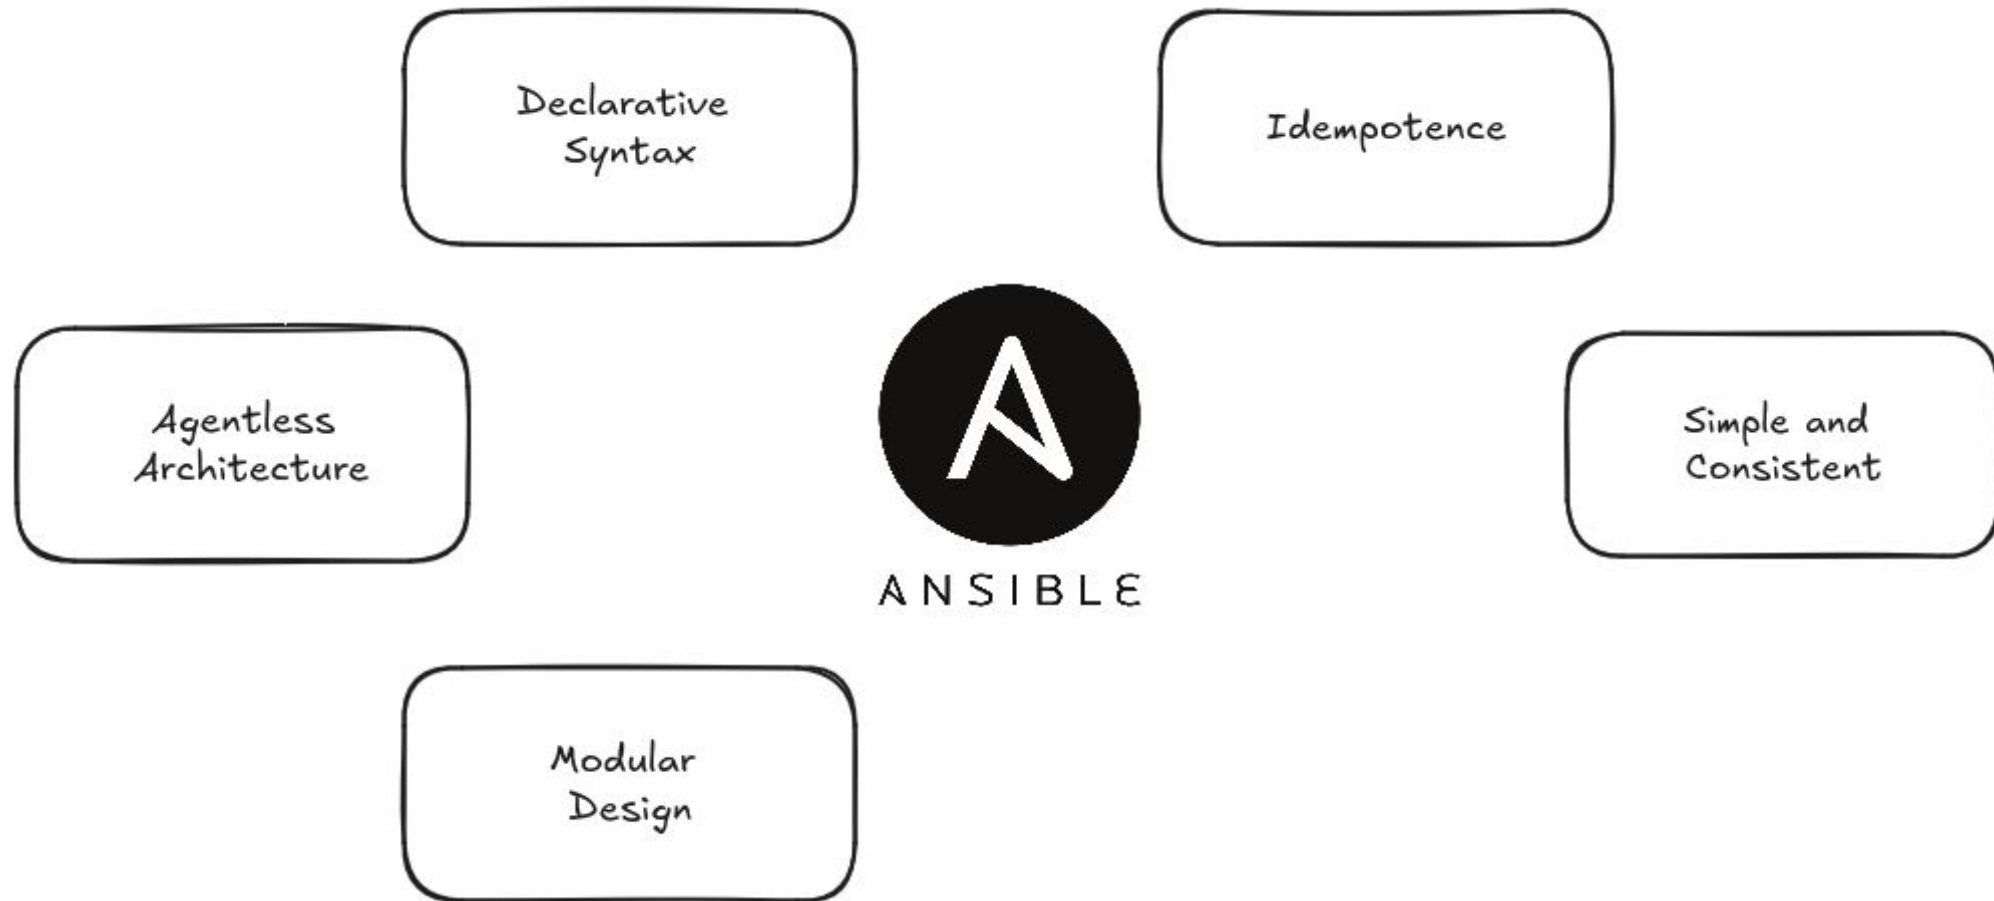 Declarative
Syntax
Idempotence
Agentless
Architecture
Simple and
Consistent
ANSIBLE
Modular
Design